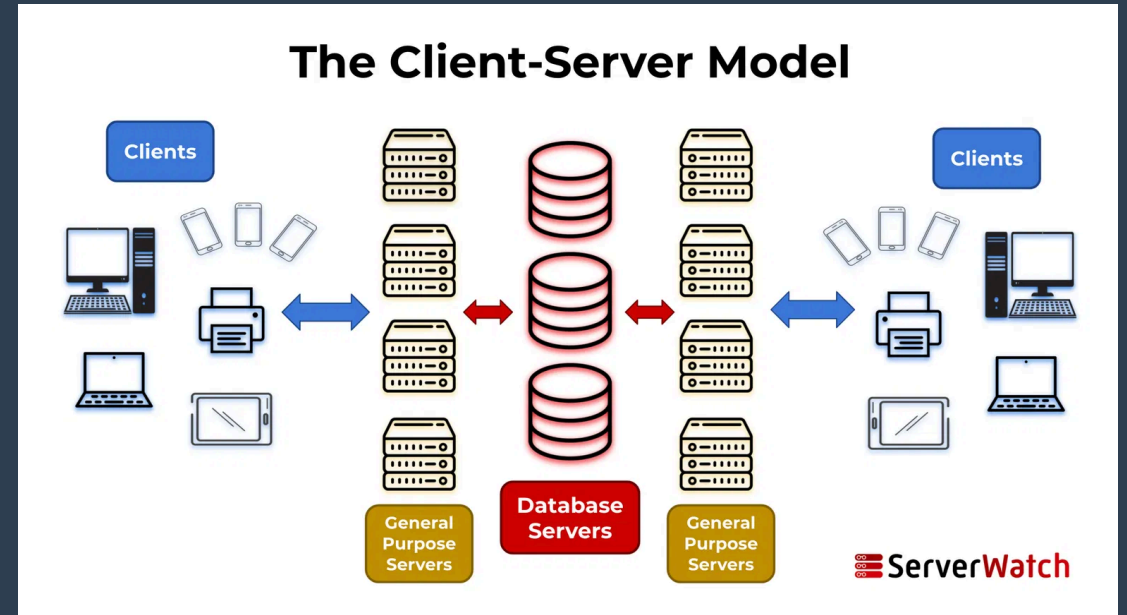 The Client-Server Model
Clients
Clients
General
Purpose
Servers
Database
Servers
General
Purpose
Servers
ServerWatch